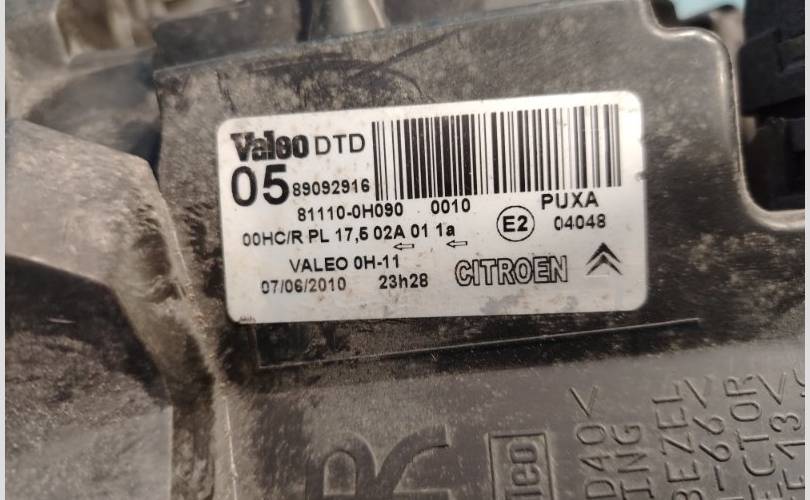 Valeo DTD
05 89092916
81110-0H090 0010 PUXA
00HC/R PL 17,5 02A 01 1a E2 04048
VALEO 0H-11
07/06/2010 23h28 CITROEN